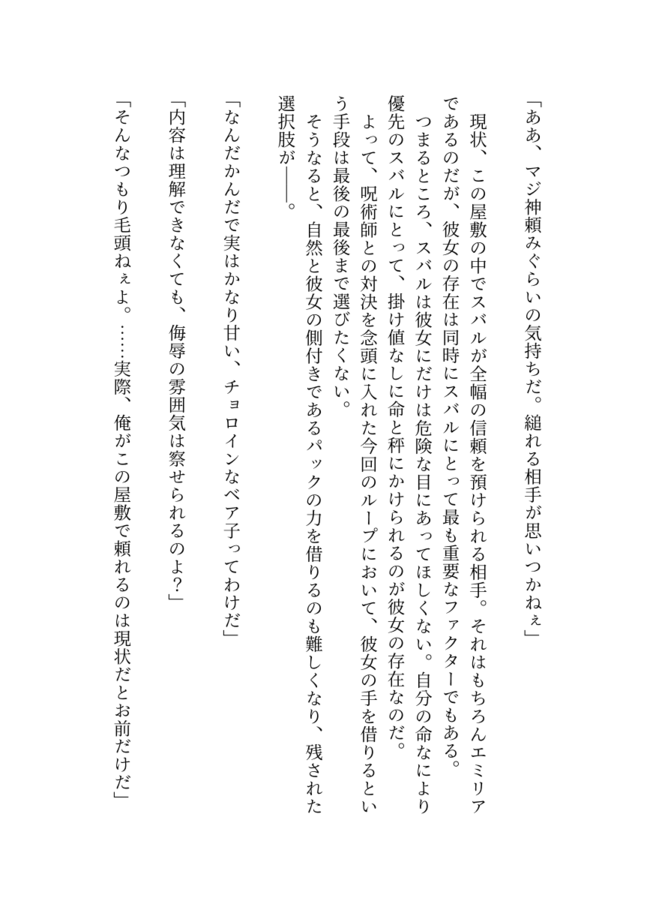 「ああ、マジ神頼みぐらいの気持ちだ。縋れる相手が思いつかねぇ」
現状、この屋敷の中でスバルが全幅の信頼を預けられる相手。それはもちろんエミリア
であるのだが、彼女の存在は同時にスバルにとって最も重要なファクターでもある。
つまるところ、スバルは彼女にだけは危険な目にあってほしくない。自分の命なにより
優先のスバルにとって、掛け値なしに命と秤にかけられるのが彼女の存在なのだ。
よって、呪術師との対決を念頭に入れた今回のループにおいて、彼女の手を借りるとい
う手段は最後の最後まで選びたくない。
そうなると、自然と彼女の側付きであるパックの力を借りるのも難しくなり、残された
選択肢が――。
「なんだかんだで実はかなり甘い、チョロインなベア子ってわけだ」
「内容は理解できなくても、侮辱の雰囲気は察せられるのよ？」
「そんなつもり毛頭ねぇよ。……実際、俺がこの屋敷で頼れるのは現状だとお前だけだ」